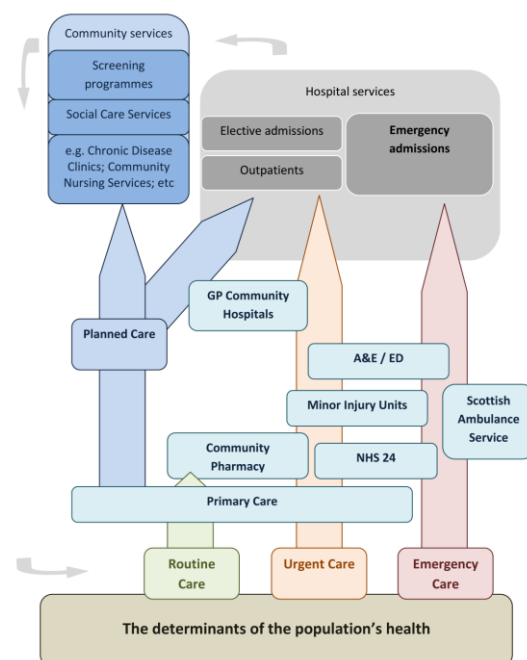 Community services
Screening
programmes
Social Care Services
e.g. Chronic Disease
Clinics; Community
Nursing Services; etc
Hospital services
Elective admissions
Outpatients
Emergency
admissions
GP Community
Hospitals
Planned Care
A&E / ED
Minor Injury Units
Scottish
Ambulance
Service
Community
Pharmacy
NHS 24
Primary Care
Routine
Care
Urgent Care
Emergency
Care
The determinants of the population’s health